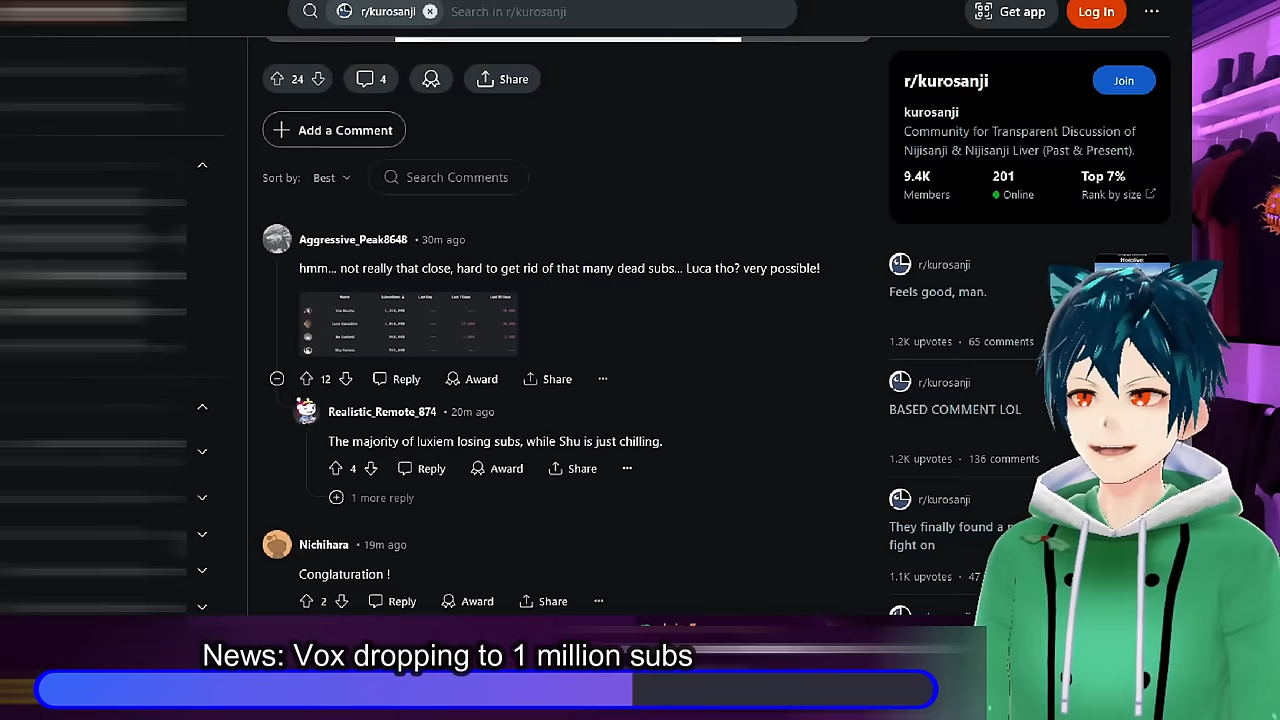 r/kurosanji
Search in r/kurosanji
Get app
Log In
24
4
Share
Add a Comment
Sort by: Best
Search Comments
Aggressive_Peak8648 • 30m ago
hmm... not really that close, hard to get rid of that many dead subs... Luca tho? very possible!
12
Reply
Award
Share
Realistic_Remote_874 • 20m ago
The majority of luxiem losing subs, while Shu is just chilling.
4
Reply
Award
Share
1 more reply
Nichihara • 19m ago
Conglaturation !
2
Reply
Award
Share
r/kurosanji
Join
kurosanji
Community for Transparent Discussion of
Nijisanji & Nijisanji Liver (Past & Present).
9.4K
201
Top 7%
Members
Online
Rank by size
r/kurosanji
Feels good, man.
1.2K upvotes • 65 comments
r/kurosanji
BASED COMMENT LOL
1.2K upvotes • 136 comments
r/kurosanji
They finally found a
fight on
1.1K upvotes • 47
News: Vox dropping to 1 million subs